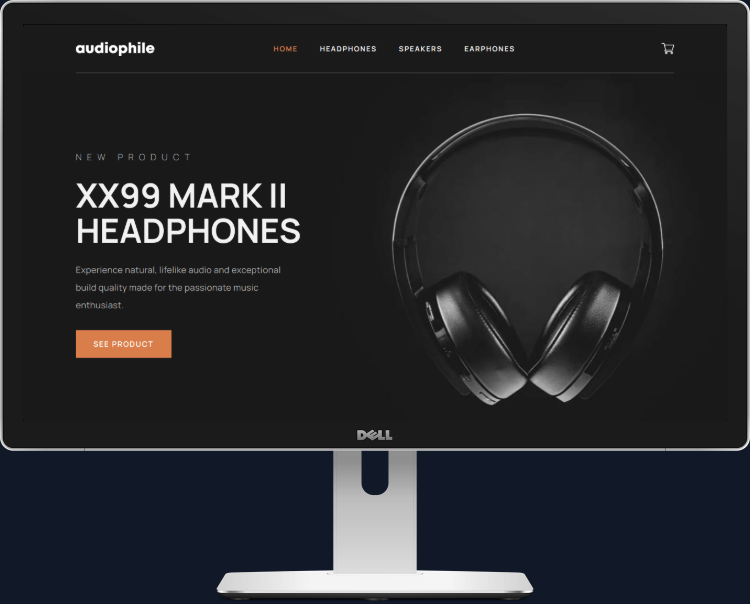 audiophile HOME HEADPHONES SPEAKERS EARPHONES
NEW PRODUCT
XX99 MARK II
HEADPHONES
Experience natural, lifelike audio and exceptional
build quality made for the passionate music
enthusiast.
SEE PRODUCT
DELL